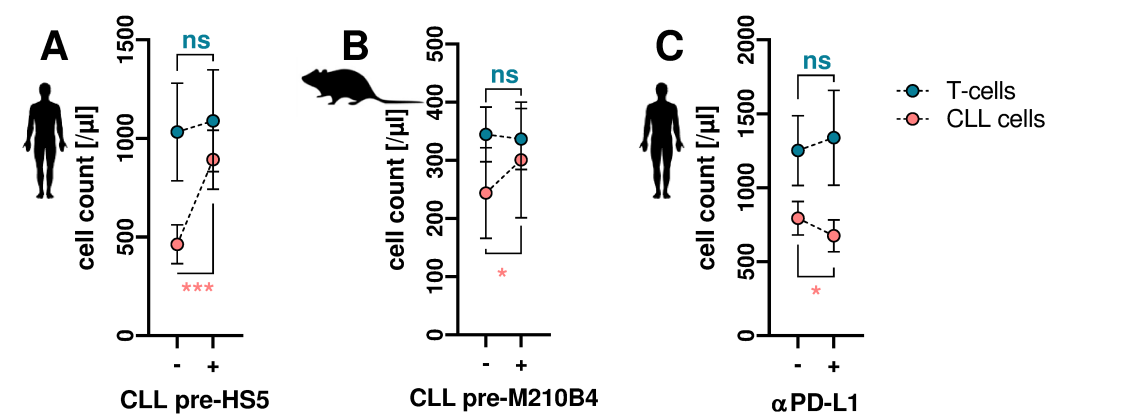 A
cell count [/µl]
1500
1000
500
0
ns
***
- +
CLL pre-HS5
B
cell count [/µl]
500
400
300
200
100
0
ns
*
- +
CLL pre-M210B4
C
cell count [/µl]
2000
1500
1000
500
0
ns
*
- +
αPD-L1
T-cells
CLL cells